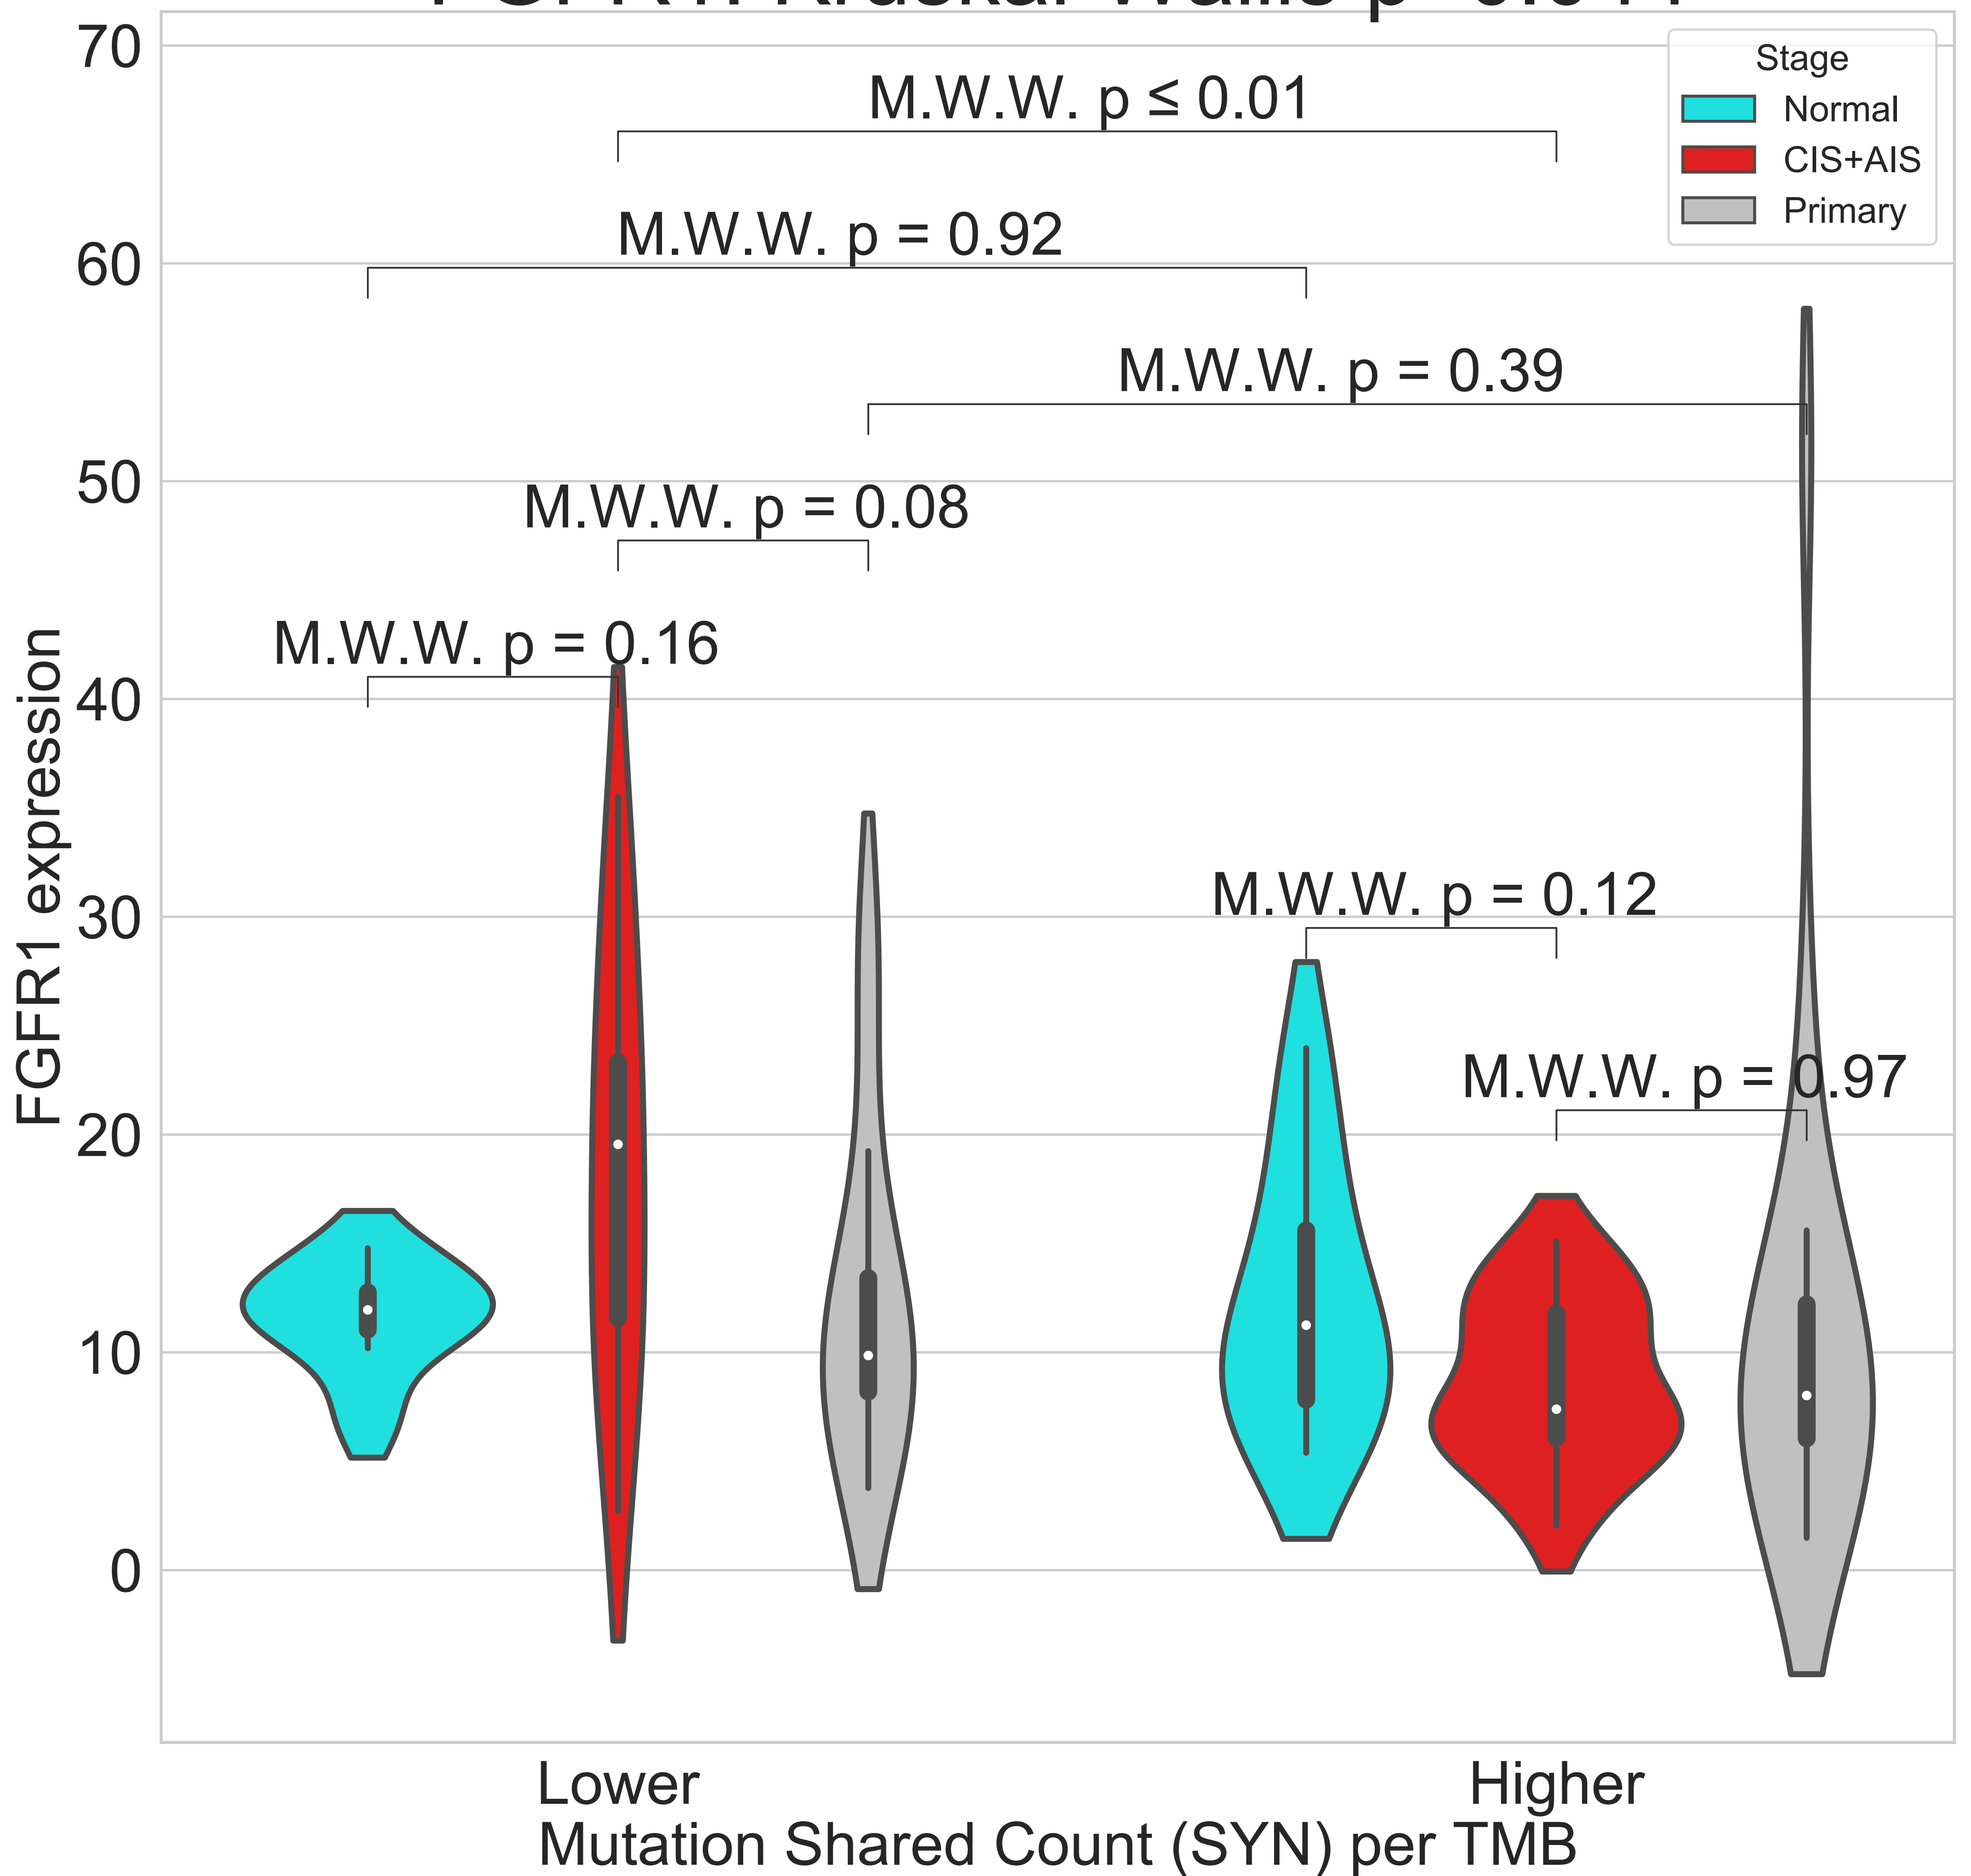 70
60
50
40
30
20
10
0
FGFR1 expression
Stage
Normal
CIS+AIS
Primary
M.W.W. p ≤ 0.01
M.W.W. p = 0.92
M.W.W. p = 0.39
M.W.W. p = 0.08
M.W.W. p = 0.16
M.W.W. p = 0.12
M.W.W. p = 0.97
Lower
Higher
Mutation Shared Count (SYN) per TMB